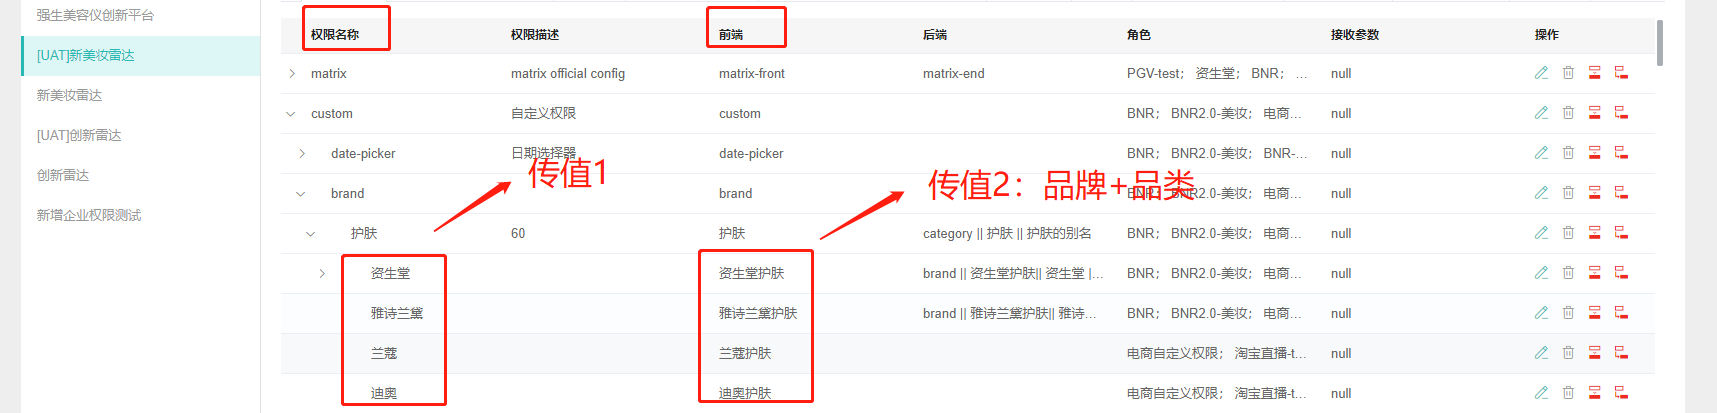 强生美容仪创新平台
[UAT]新美妆雷达
新美妆雷达
[UAT]创新雷达
创新雷达
新增企业权限测试
权限名称 权限描述 前端 后端 角色 接收参数 操作
matrix matrix official config matrix-front matrix-end PGV-test； 资生堂； BNR； ... null
custom 自定义权限 custom BNR； BNR2.0-美妆； 电商... null
date-picker 日期选择器 date-picker BNR； BNR2.0-美妆； BNR-... null
传值1
传值2：品牌+品类
brand brand BNR； BNR2.0-美妆； 电商... null
护肤 60 护肤 category || 护肤 || 护肤的别名 BNR； BNR2.0-美妆； 电商... null
资生堂 资生堂护肤 brand || 资生堂护肤|| 资生堂 |... BNR； BNR2.0-美妆； 电商... null
雅诗兰黛 雅诗兰黛护肤 brand || 雅诗兰黛护肤|| 雅诗... BNR； BNR2.0-美妆； 电商... null
兰蔻 兰蔻护肤 电商自定义权限； 淘宝直播-t... null
迪奥 迪奥护肤 电商自定义权限； 淘宝直播-t... null